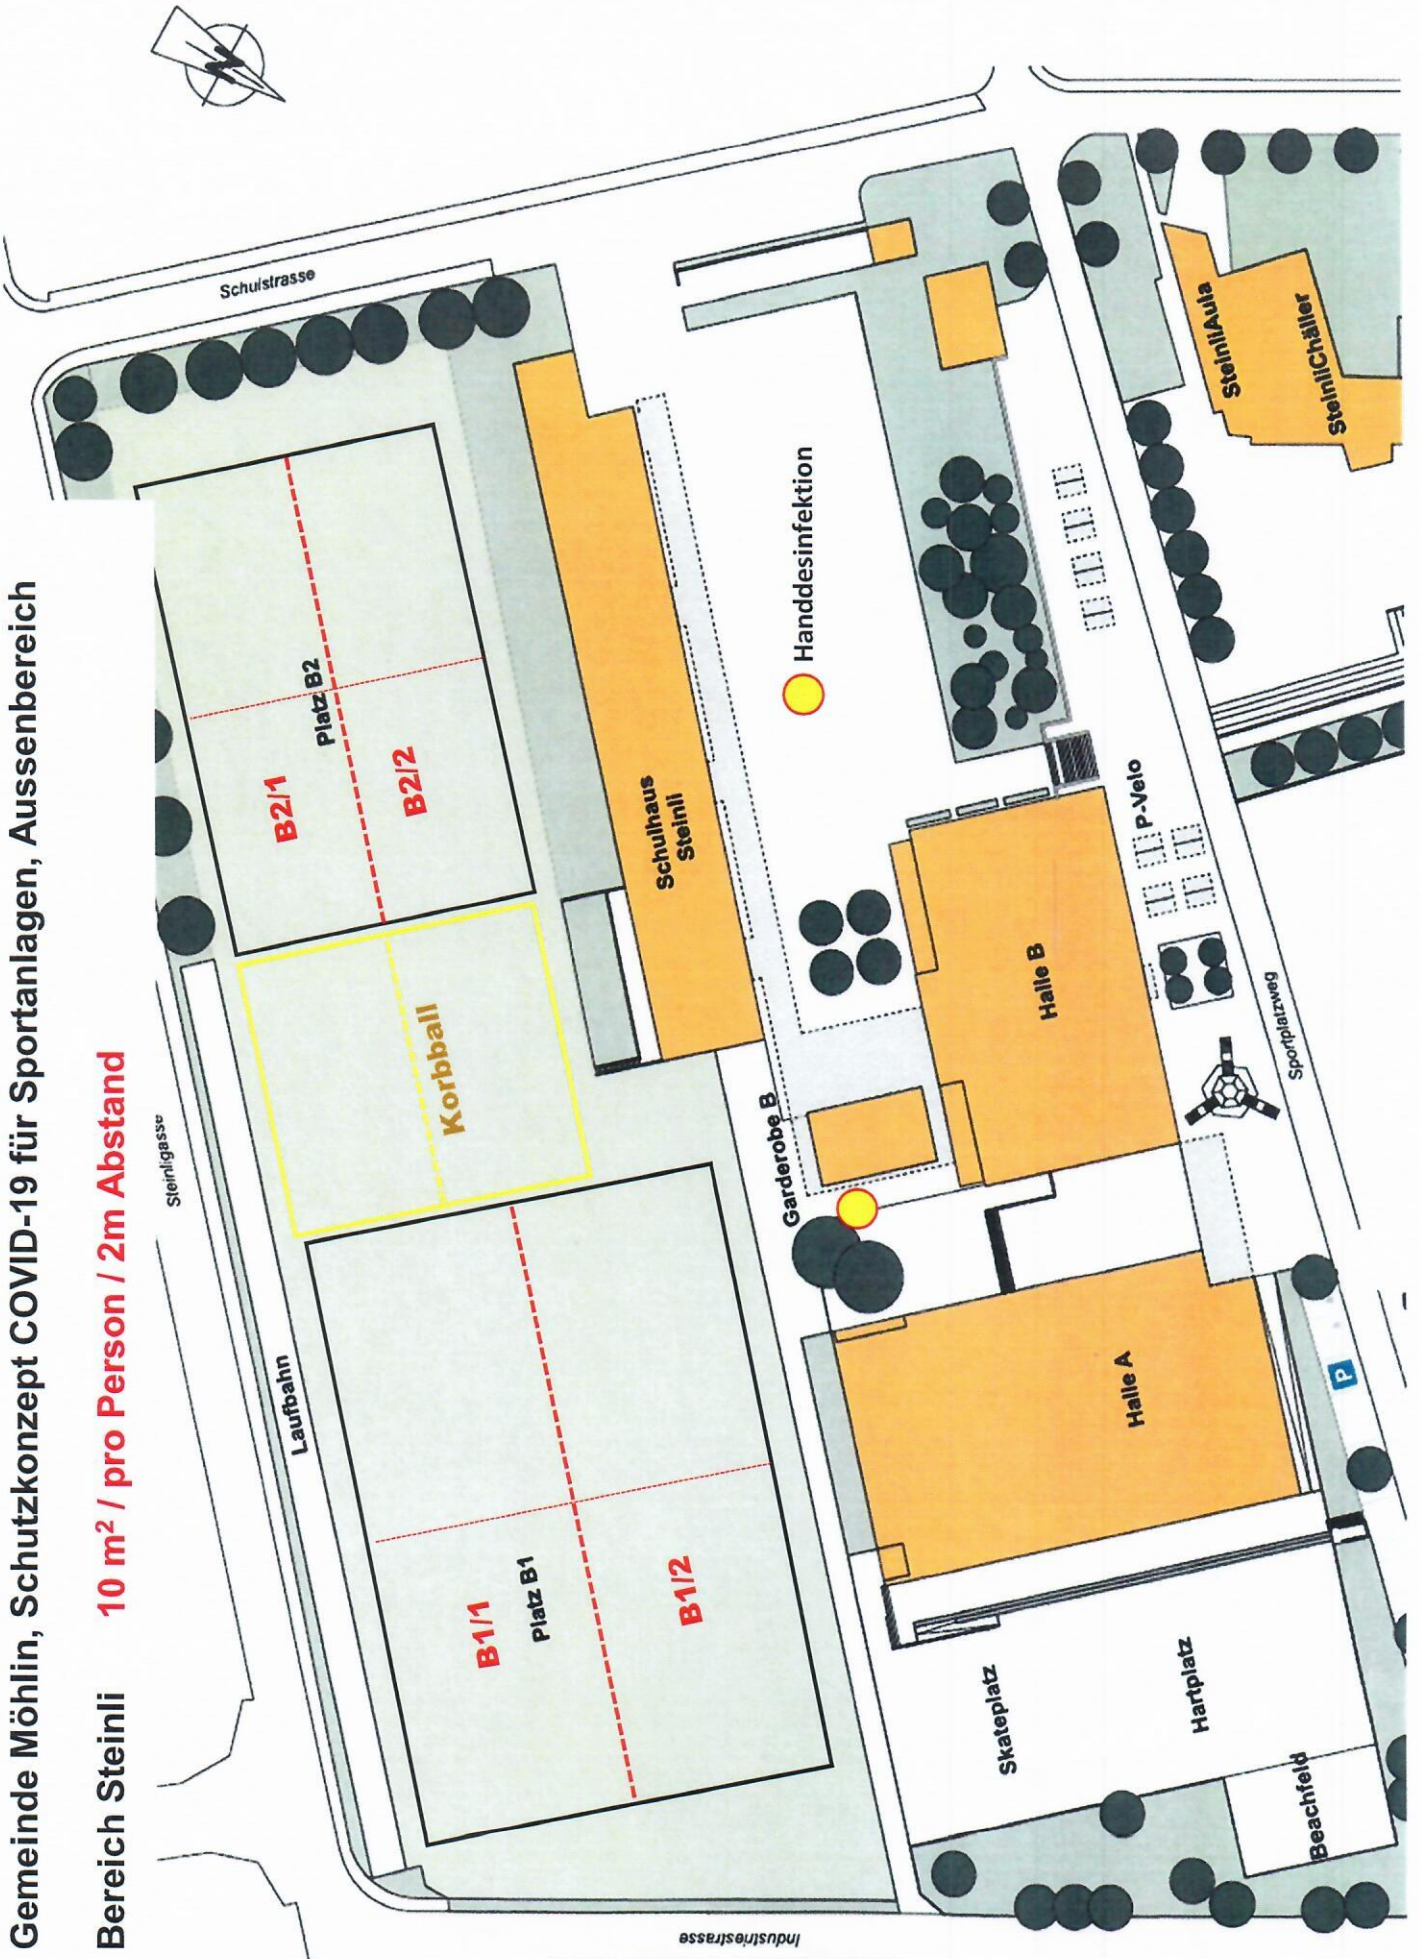 Gemeinde Möhlin, Schutzkonzept COVID-19 für Sportanlagen, Aussenbereich
Bereich Steinli 10 m² / pro Person / 2m Abstand
Steinligasse
Schulstrasse
Laufbahn
B2/1
Platz B2
B2/2
Korbball
B1/1
Platz B1
B1/2
Schulhaus
Steinli
Handdesinfektion
Garderobe B
Halle B
P-Velo
SteinliAula
SteinliChäller
Sportplatzweg
Halle A
P
Skateplatz
Hartplatz
Beachfeld
Industriestrasse
N